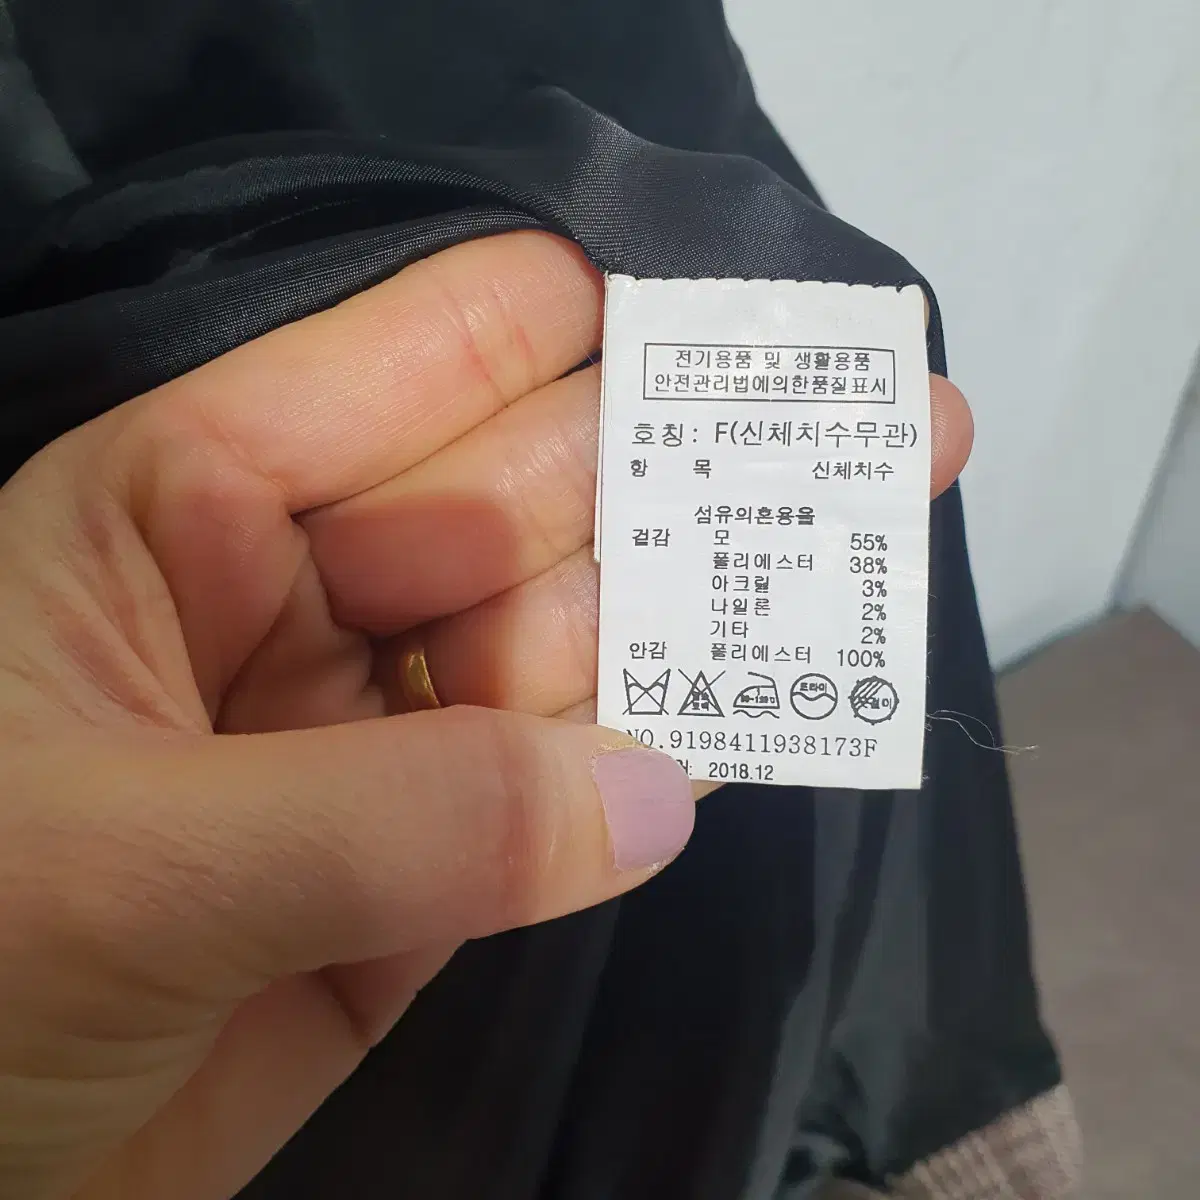 전기용품 및 생활용품
안전관리법에의한품질표시
호칭: F(신체치수무관)
항 목 신체치수
섬유의혼용율
겉감 모 55%
폴리에스터 38%
아크릴 3%
나일론 2%
기타 2%
안감 폴리에스터 100%
드라이
NO.9198411938173F
2018.12